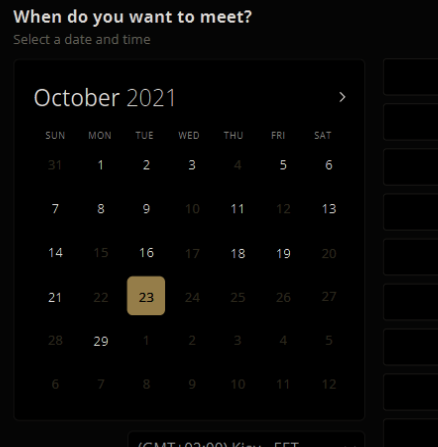 When do you want to meet?
Select a date and time
October 2021
SUN MON TUE WED THU FRI SAT
31 1 2 3 4 5 6
7 8 9 10 11 12 13
14 15 16 17 18 19 20
21 22 23 24 25 26 27
28 29 1 2 3 4 5
6 7 8 9 10 11 12
(GMT+02:00) Kiev - EET